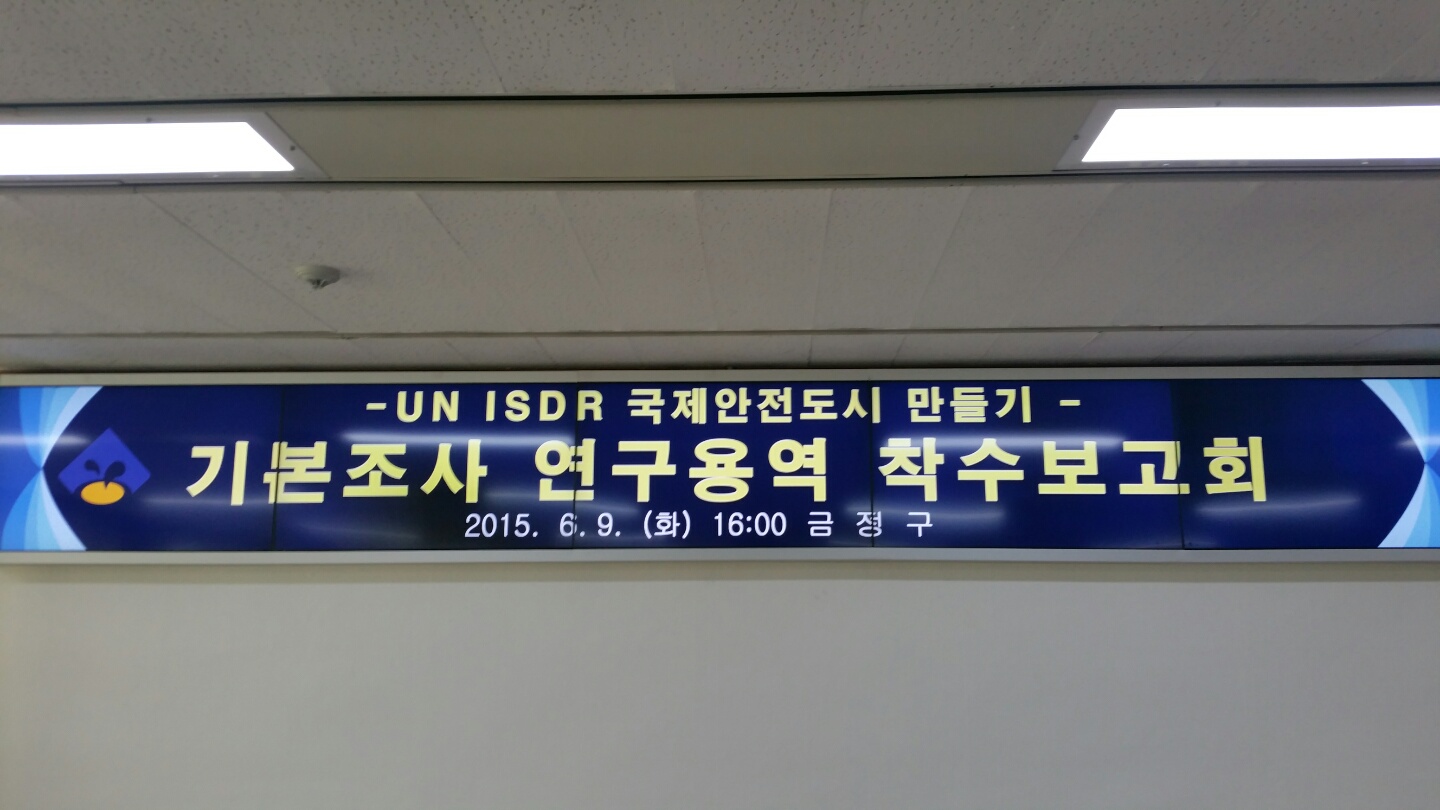 -UN ISDR 국제안전도시 만들기 -
기본조사 연구용역 착수보고회
2015. 6. 9. (화) 16:00 금 정 구